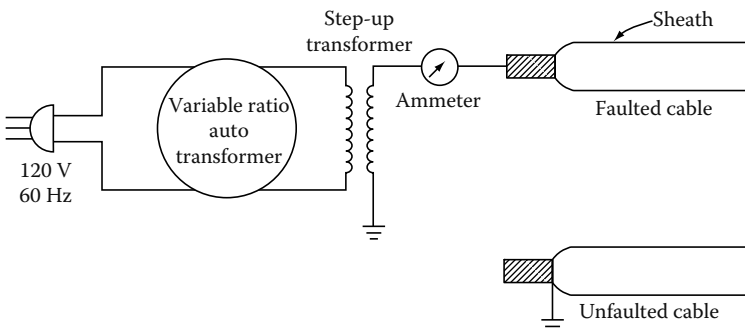 Step-up
transformer
Sheath
Variable ratio
auto
transformer
Ammeter
Faulted cable
120 V
60 Hz
Unfaulted cable